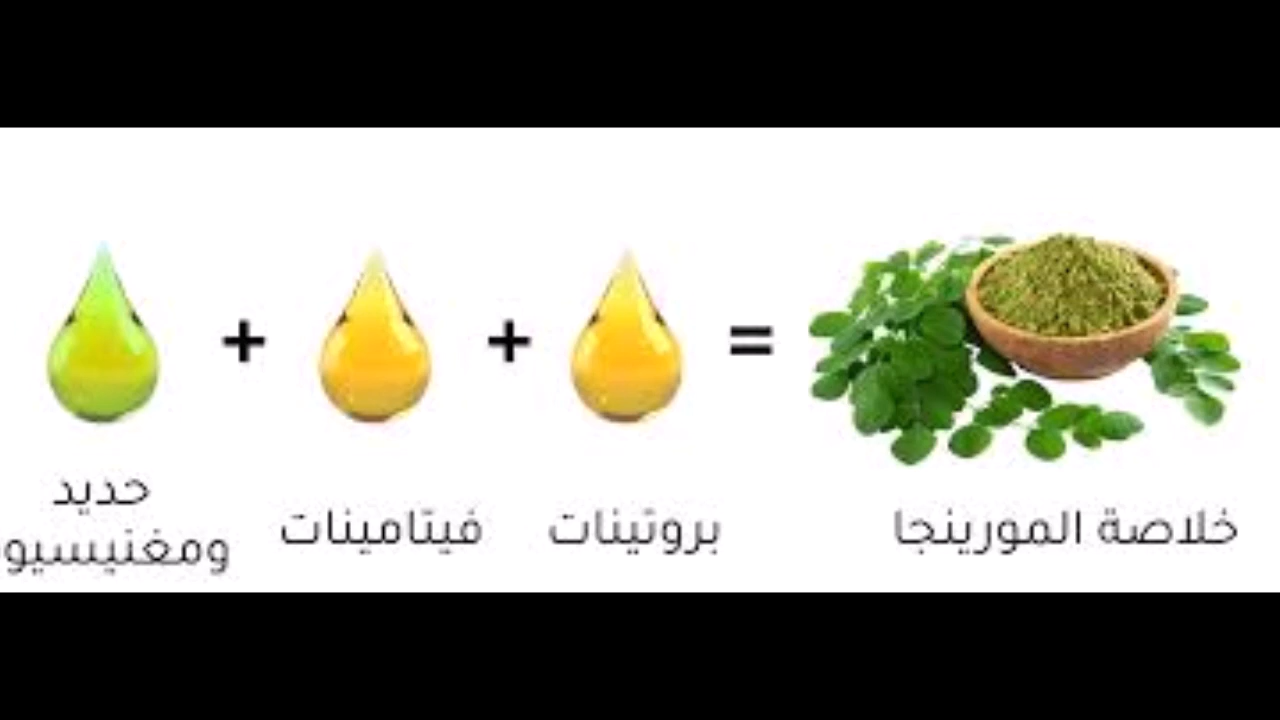 خلاصة المورينجا
=
بروتينات
+
فيتامينات
+
حديد
ومغنيسيو